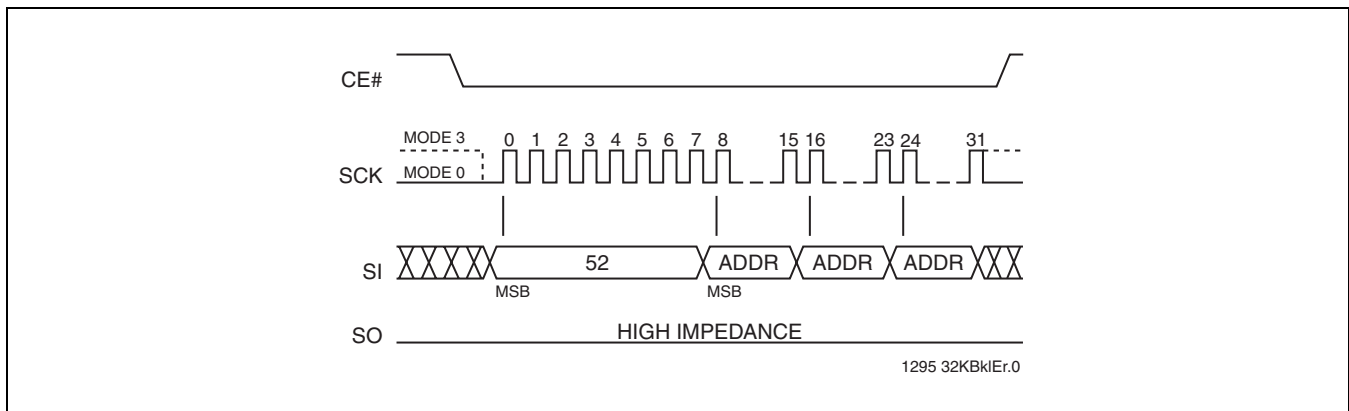 CE#
MODE 3
0 1 2 3 4 5 6 7 8 15 16 23 24 31
SCK MODE 0
SI 52 ADDR ADDR ADDR
MSB MSB
SO HIGH IMPEDANCE
1295 32KBklEr.0